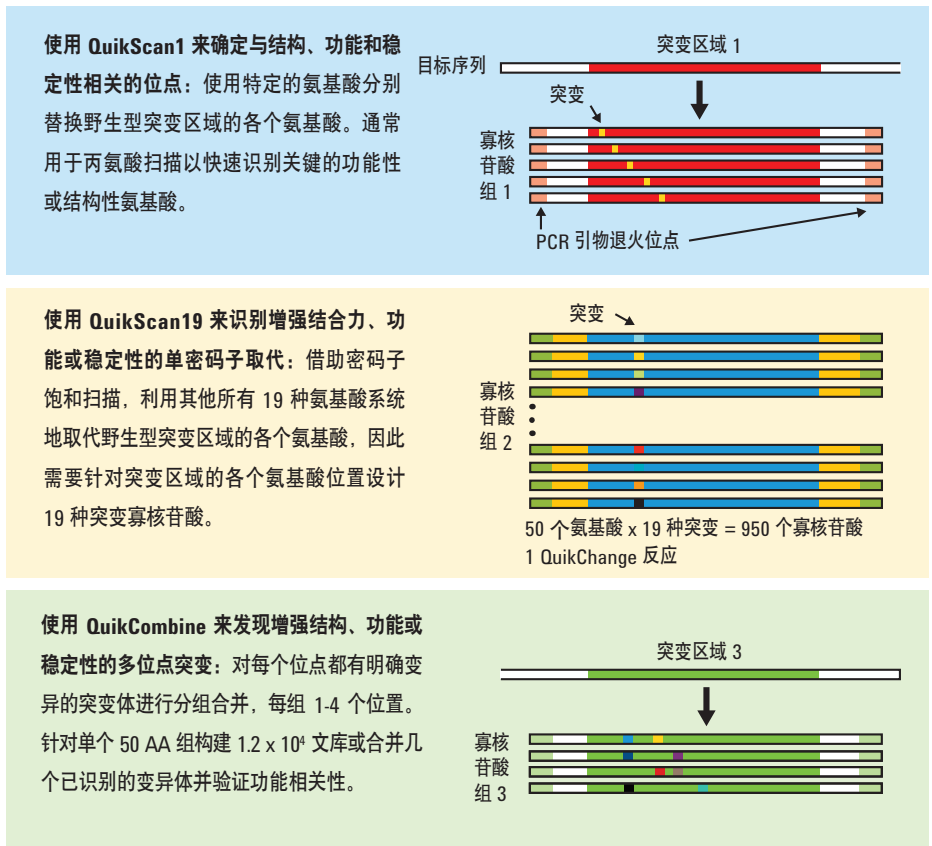 使用 QuikScan1 来确定与结构、功能和稳
定性相关的位点：使用特定的氨基酸分别
替换野生型突变区域的各个氨基酸。通常
用于丙氨酸扫描以快速识别关键的功能性
或结构性氨基酸。
突变区域 1
目标序列
突变
寡核
苷酸
组 1
PCR 引物退火位点
使用 QuikScan19 来识别增强结合力、功
能或稳定性的单密码子取代：借助密码子
饱和扫描，利用其他所有 19 种氨基酸系统
地取代野生型突变区域的各个氨基酸，因此
需要针对突变区域的各个氨基酸位置设计
19 种突变寡核苷酸。
突变
寡核
苷酸
组 2
50 个氨基酸 x 19 种突变 = 950 个寡核苷酸
1 QuikChange 反应
使用 QuikCombine 来发现增强结构、功能或
稳定性的多位点突变：对每个位点都有明确变
异的突变体进行分组合并，每组 1-4 个位置。
针对单个 50 AA 组构建 1.2 x 10⁴ 文库或合并几
个已识别的变异体并验证功能相关性。
突变区域 3
寡核
苷酸
组 3